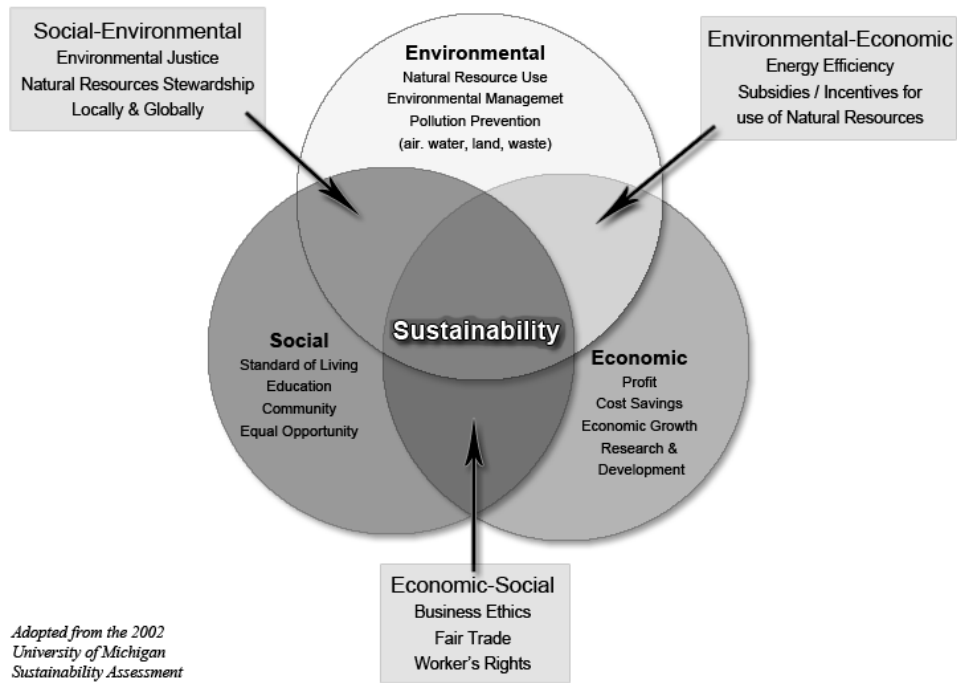 Social-Environmental
Environmental Justice
Natural Resources Stewardship
Locally & Globally
Environmental
Natural Resource Use
Environmental Managemet
Pollution Prevention
(air. water, land, waste)
Environmental-Economic
Energy Efficiency
Subsidies / Incentives for
use of Natural Resources
Sustainability
Social
Standard of Living
Education
Community
Equal Opportunity
Economic
Profit
Cost Savings
Economic Growth
Research &
Development
Economic-Social
Business Ethics
Fair Trade
Worker's Rights
Adopted from the 2002
University of Michigan
Sustainability Assessment